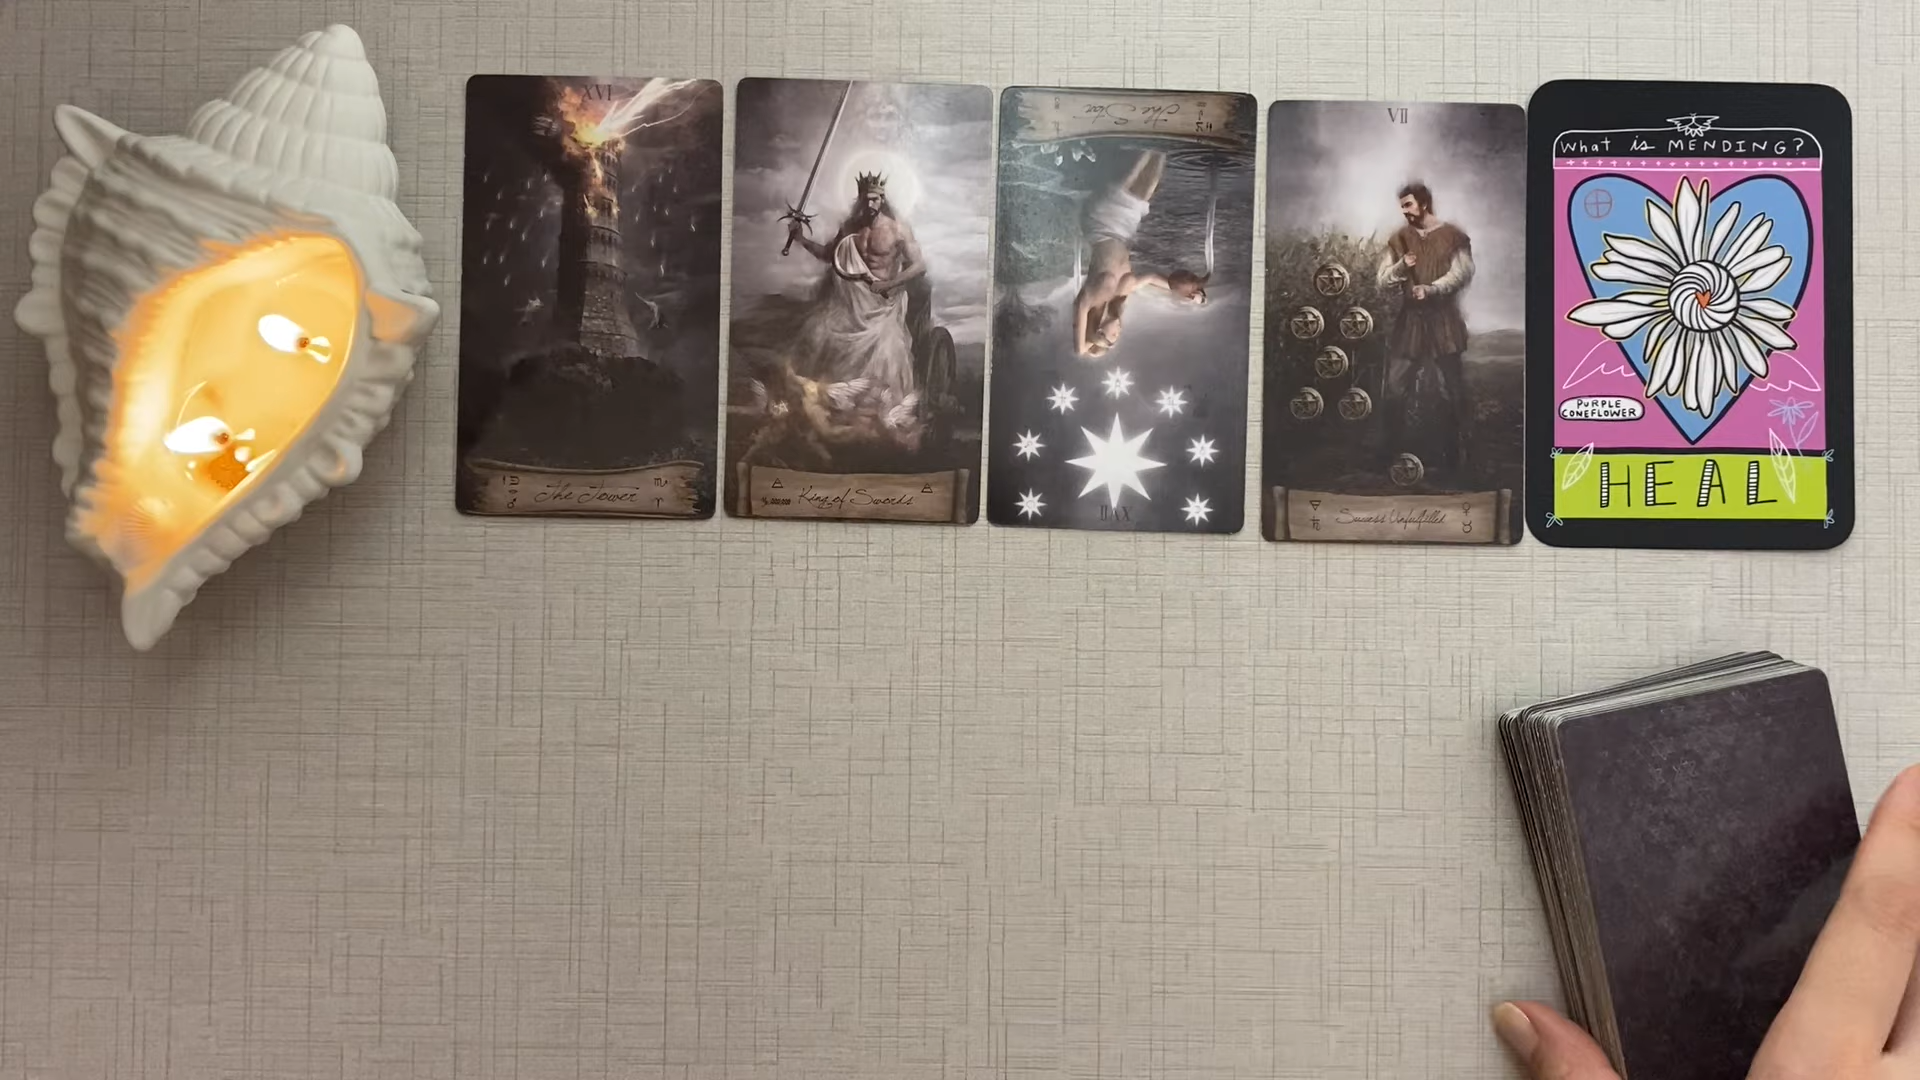 XVI
The Tower
King of Swords
The Star
XVII
VII
Success Unfulfilled
What is MENDING?
PURPLE
CONEFLOWER
HEAL